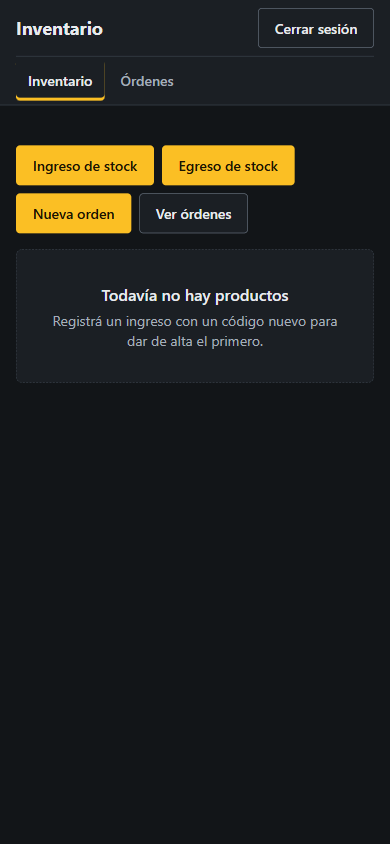 Inventario
Cerrar sesión
Inventario
Órdenes
Ingreso de stock
Egreso de stock
Nueva orden
Ver órdenes
Todavía no hay productos
Registrá un ingreso con un código nuevo para
dar de alta el primero.